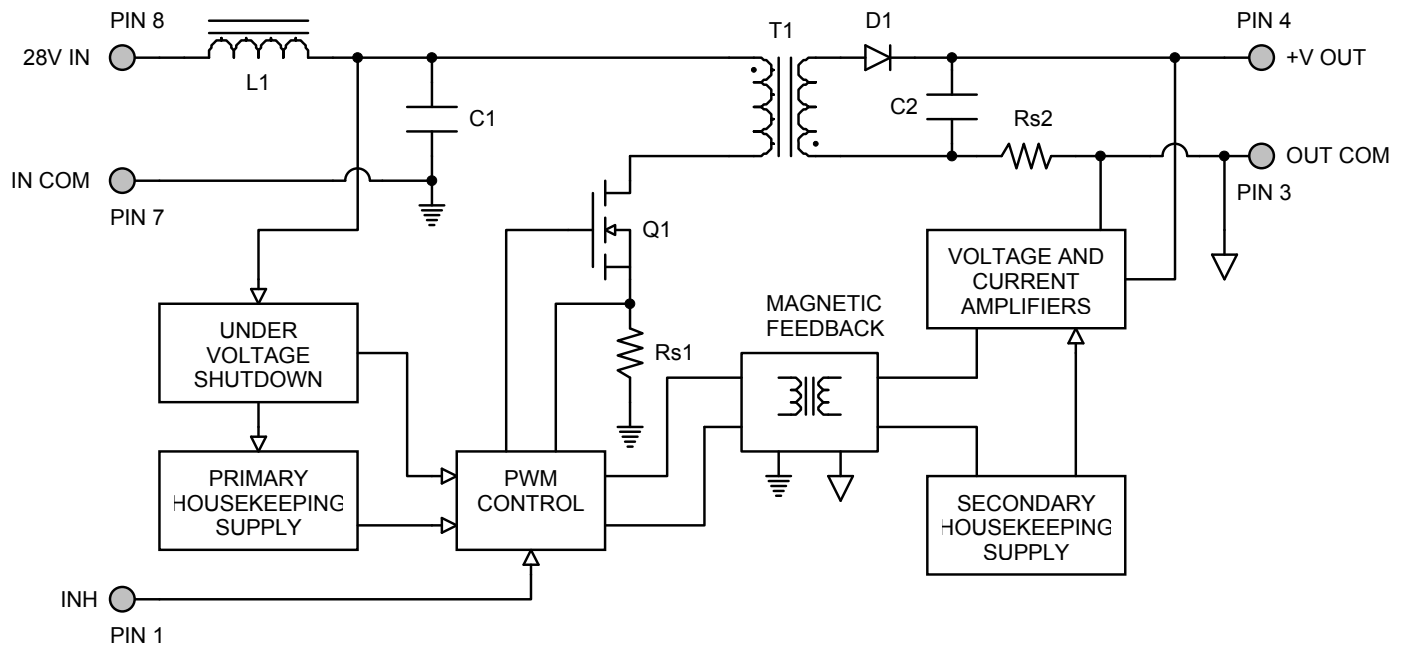 PIN 8
28V IN
L1
C1
IN COM
PIN 7
T1
D1
PIN 4
+V OUT
C2
Rs2
OUT COM
PIN 3
Q1
Rs1
UNDER
VOLTAGE
SHUTDOWN
PRIMARY
HOUSEKEEPING
SUPPLY
PWM
CONTROL
MAGNETIC
FEEDBACK
VOLTAGE AND
CURRENT
AMPLIFIERS
SECONDARY
HOUSEKEEPING
SUPPLY
INH
PIN 1